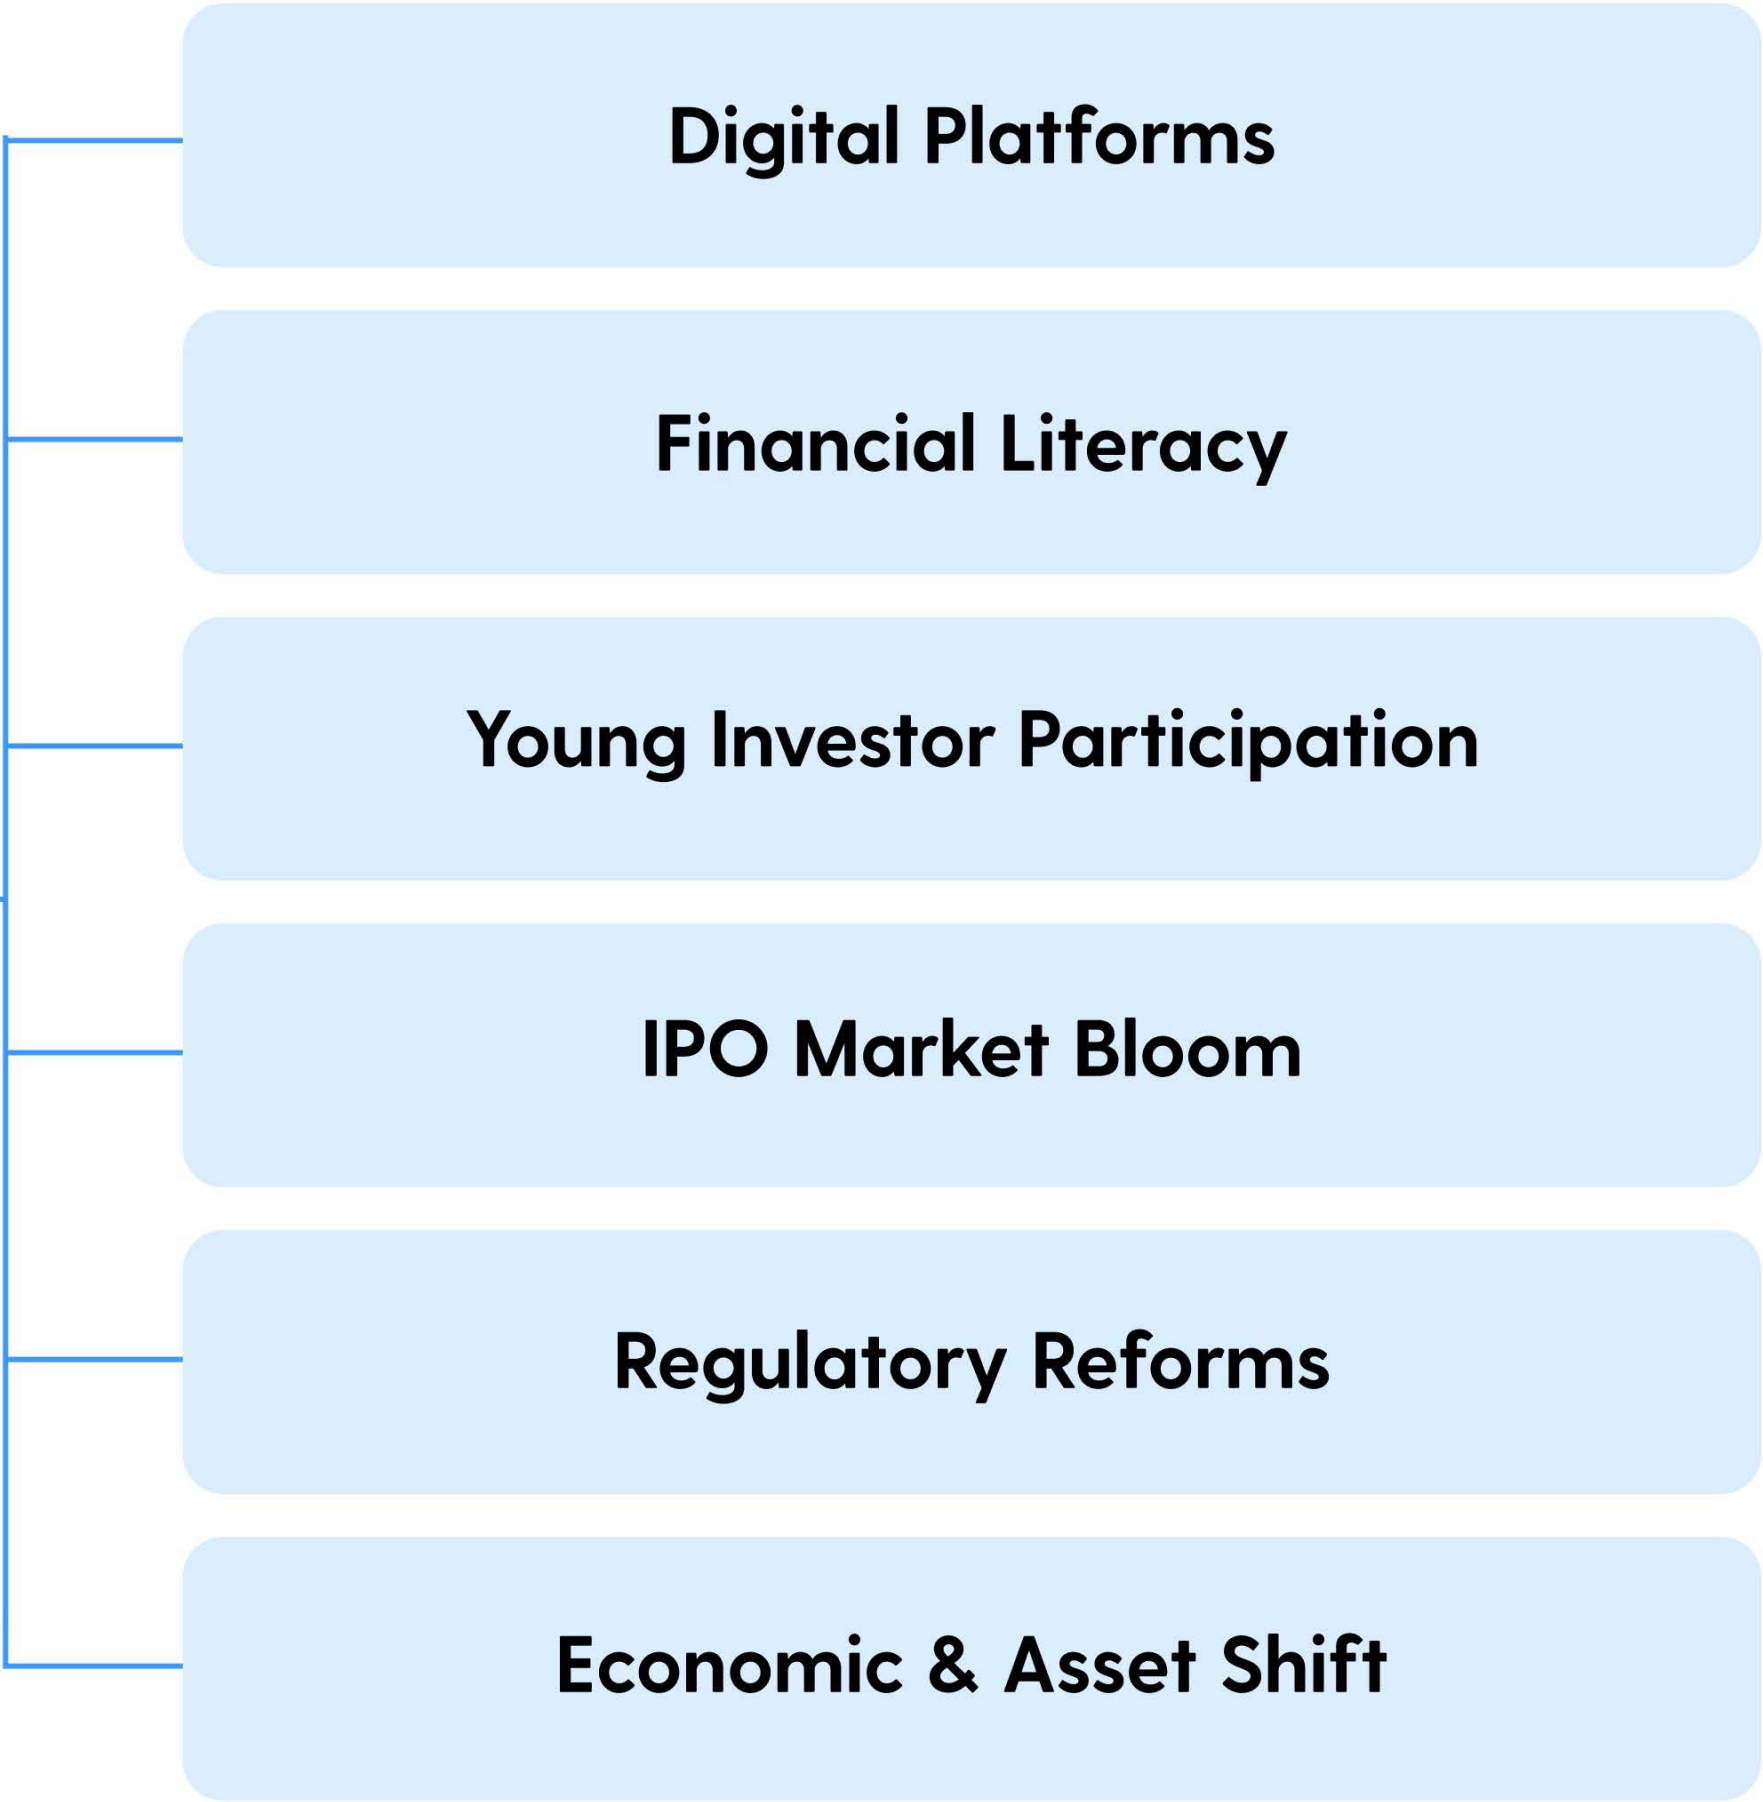 Digital Platforms
Financial Literacy
Young Investor Participation
IPO Market Bloom
Regulatory Reforms
Economic & Asset Shift